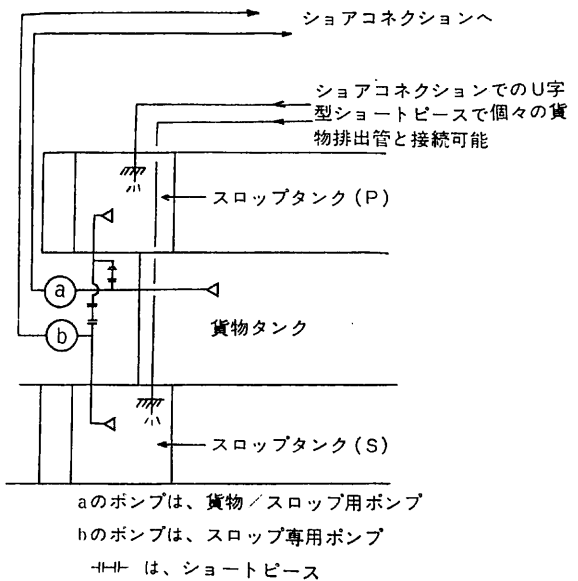 ショアコネクションへ
ショアコネクションでのU字
型ショートピースで個々の貨
物排出管と接続可能
スロップタンク(P)
a
b
貨物タンク
スロップタンク(S)
aのポンプは、貨物／スロップ用ポンプ
bのポンプは、スロップ専用ポンプ
は、ショートピース